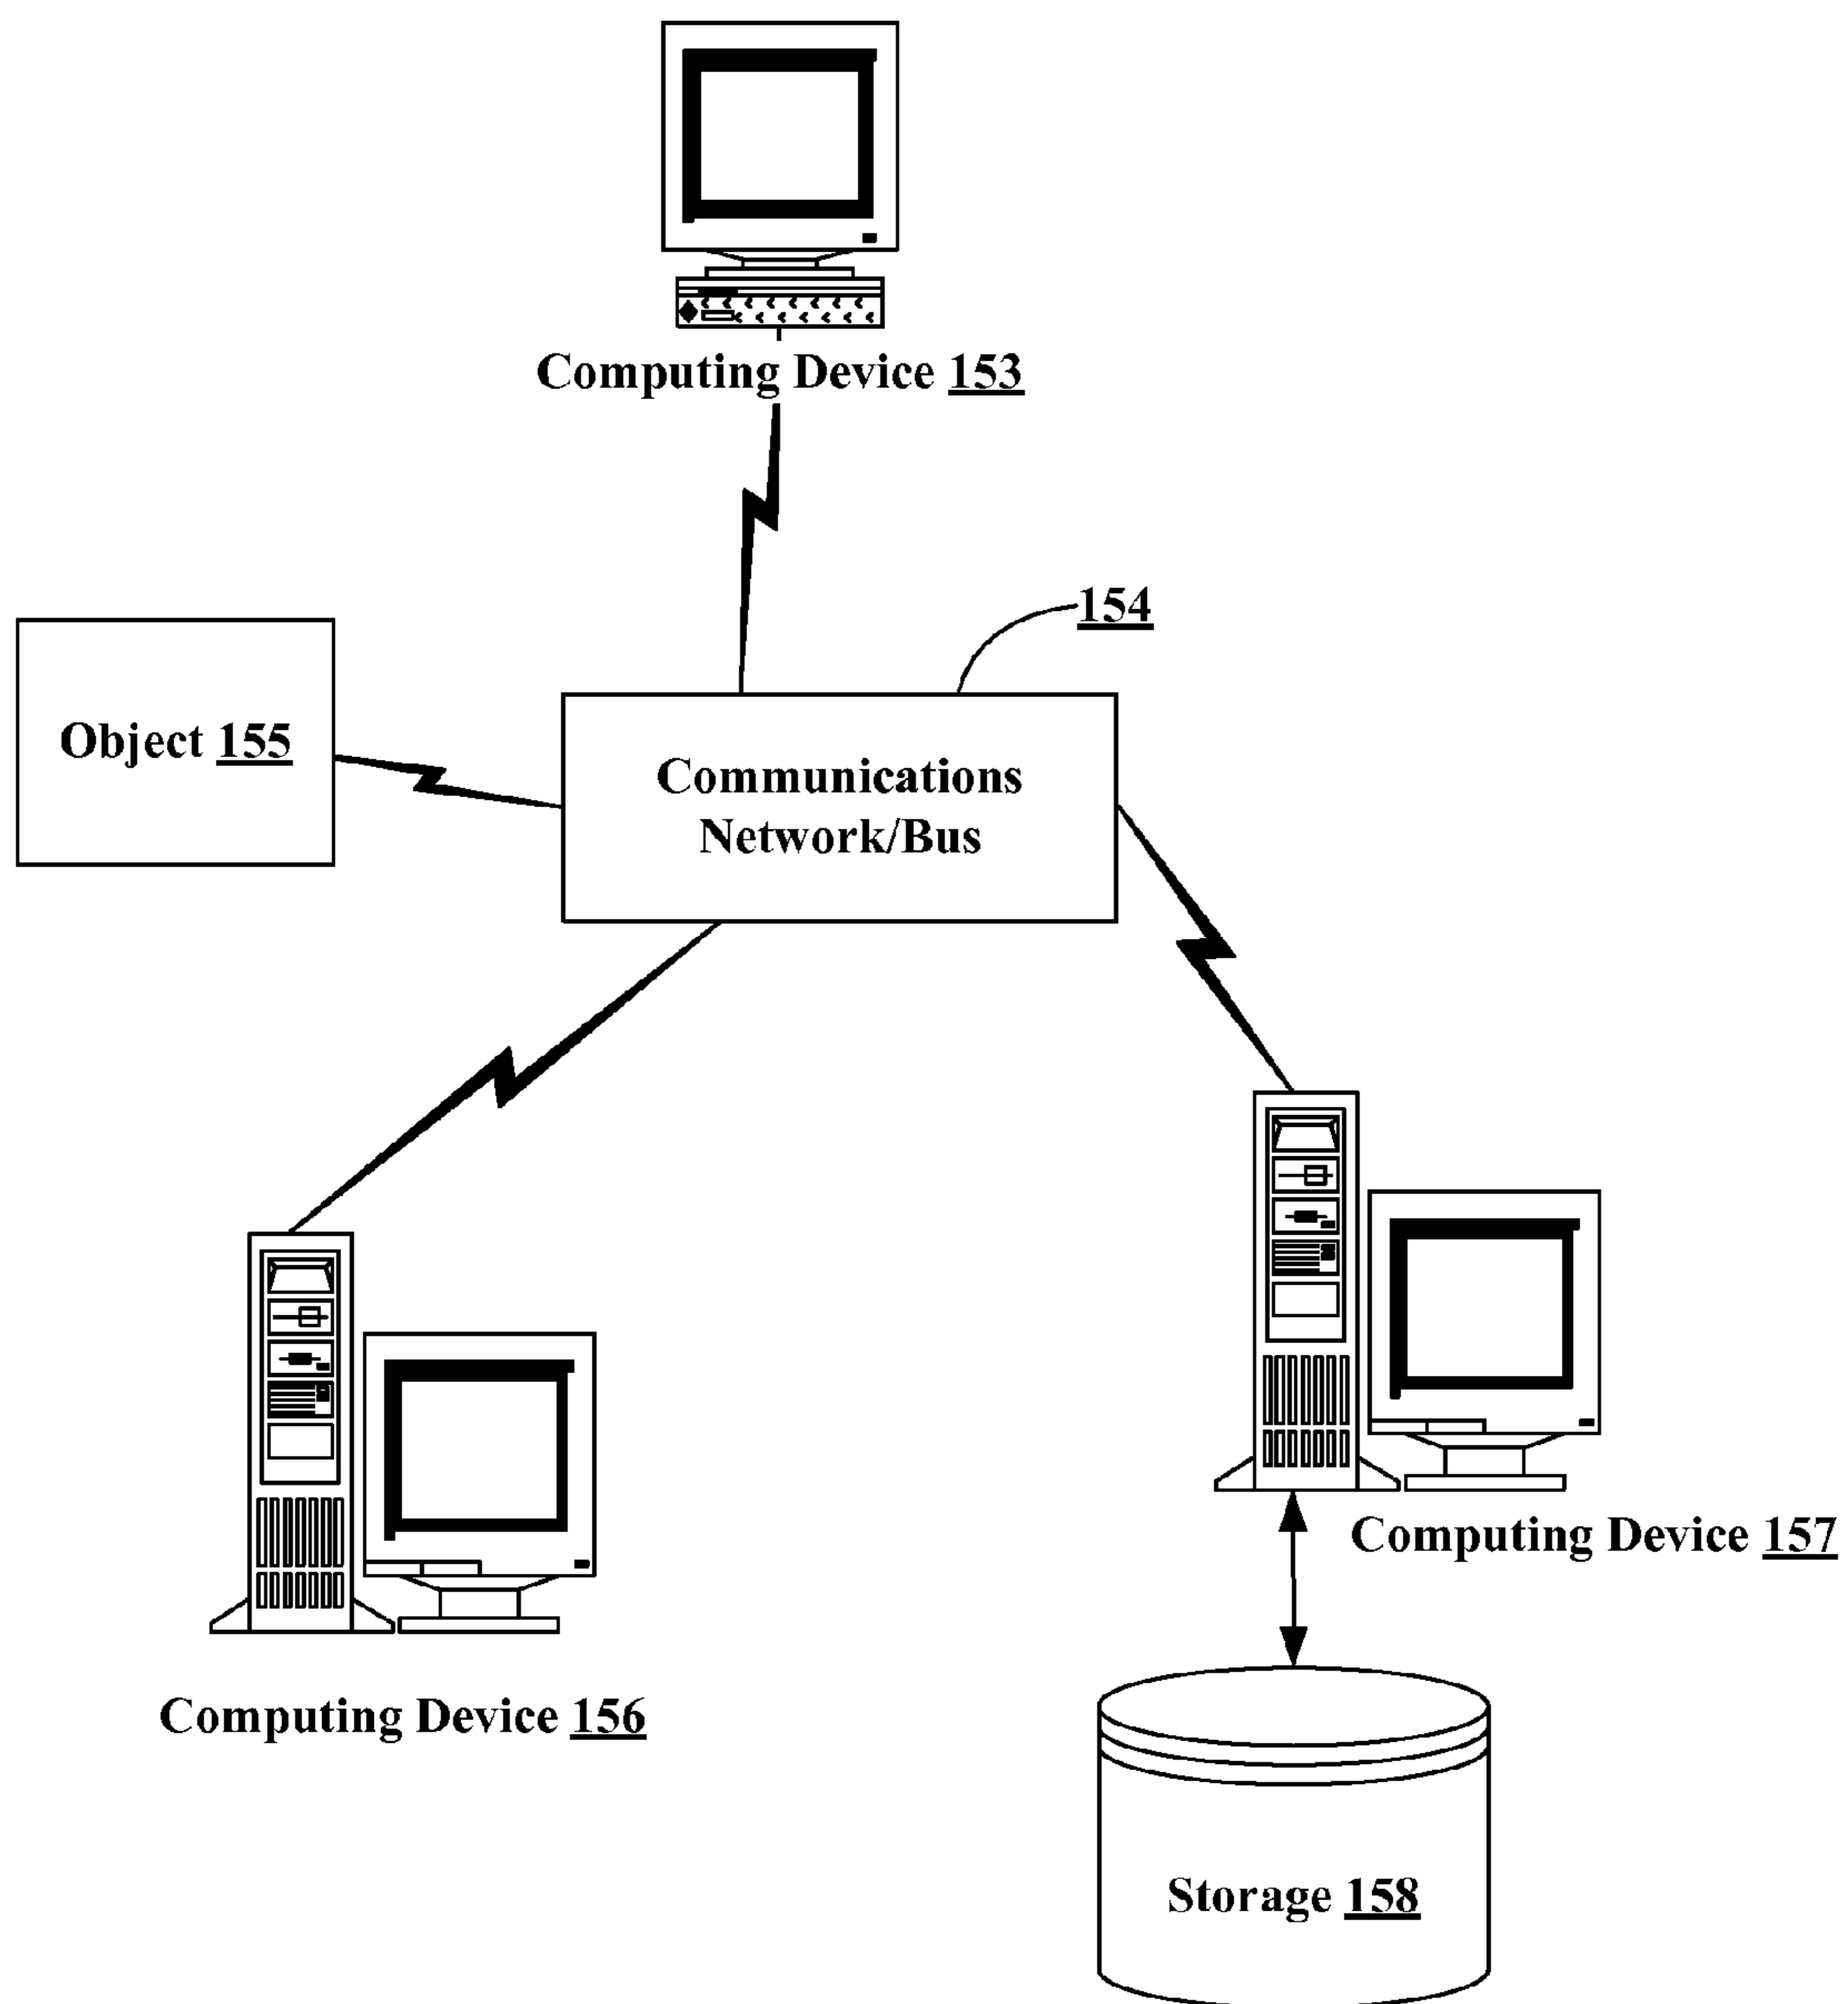 Computing Device 153
154
Object 155
Communications
Network/Bus
Computing Device 157
Computing Device 156
Storage 158